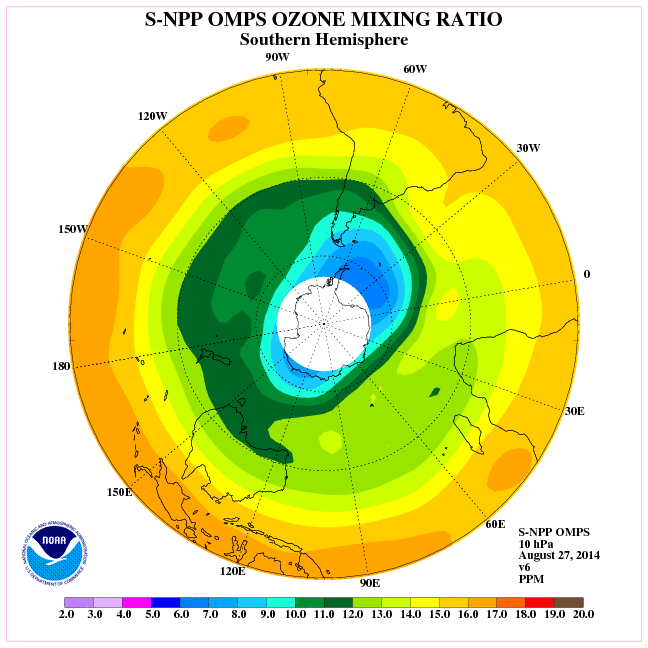 S-NPP OMPS OZONE MIXING RATIO
Southern Hemisphere
90W
60W
120W
30W
150W
0
180
30E
150E
60E
120E
90E
NOAA
S-NPP OMPS
10 hPa
August 27, 2014
v6
PPM
2.0 3.0 4.0 5.0 6.0 7.0 8.0 9.0 10.0 11.0 12.0 13.0 14.0 15.0 16.0 17.0 18.0 19.0 20.0